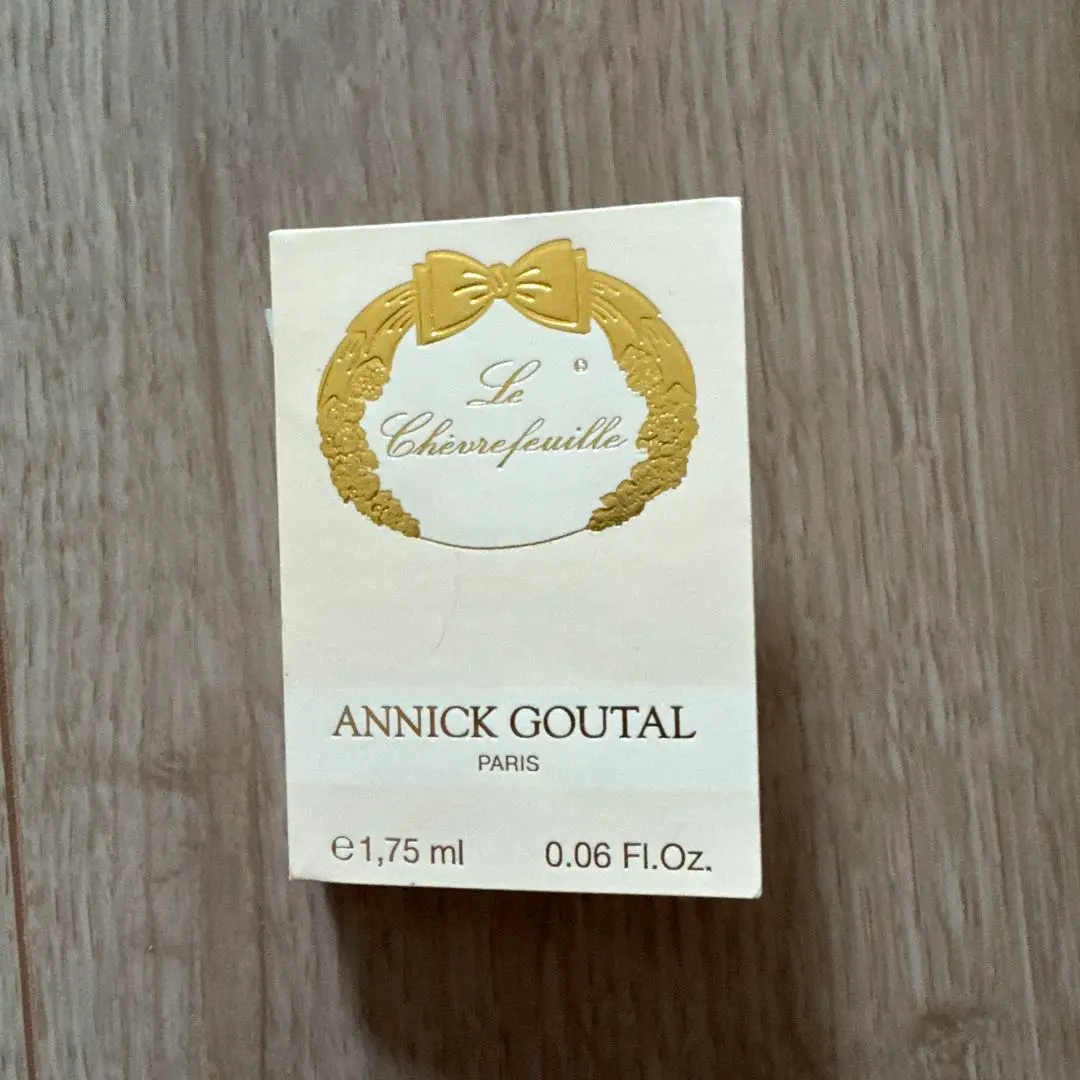 Le
Chèvrefeuille
ANNICK GOUTAL
PARIS
℮1,75 ml 0.06 Fl.Oz.